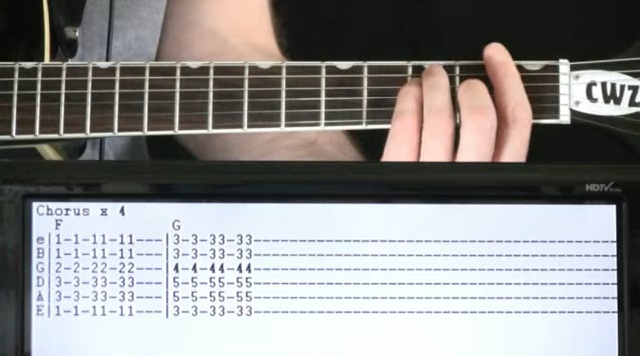 CWZ
HDTV
Chorus x 4
F G
e|1-1-11-11---|3-3-33-33---
B|1-1-11-11---|3-3-33-33---
G|2-2-22-22---|4-4-44-44---
D|3-3-33-33---|5-5-55-55---
A|3-3-33-33---|5-5-55-55---
E|1-1-11-11---|3-3-33-33---